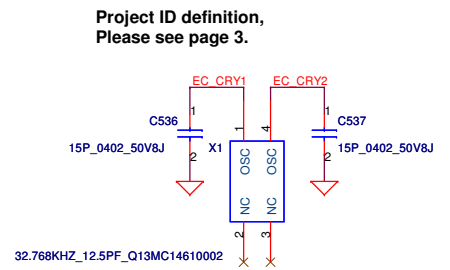 Project ID definition,
Please see page 3.
EC_CRY1
EC_CRY2
1
1
C536
C537
15P_0402_50V8J
X1
15P_0402_50V8J
1
4
OSC
OSC
2
2
NC
NC
2
3
32.768KHZ_12.5PF_Q13MC14610002